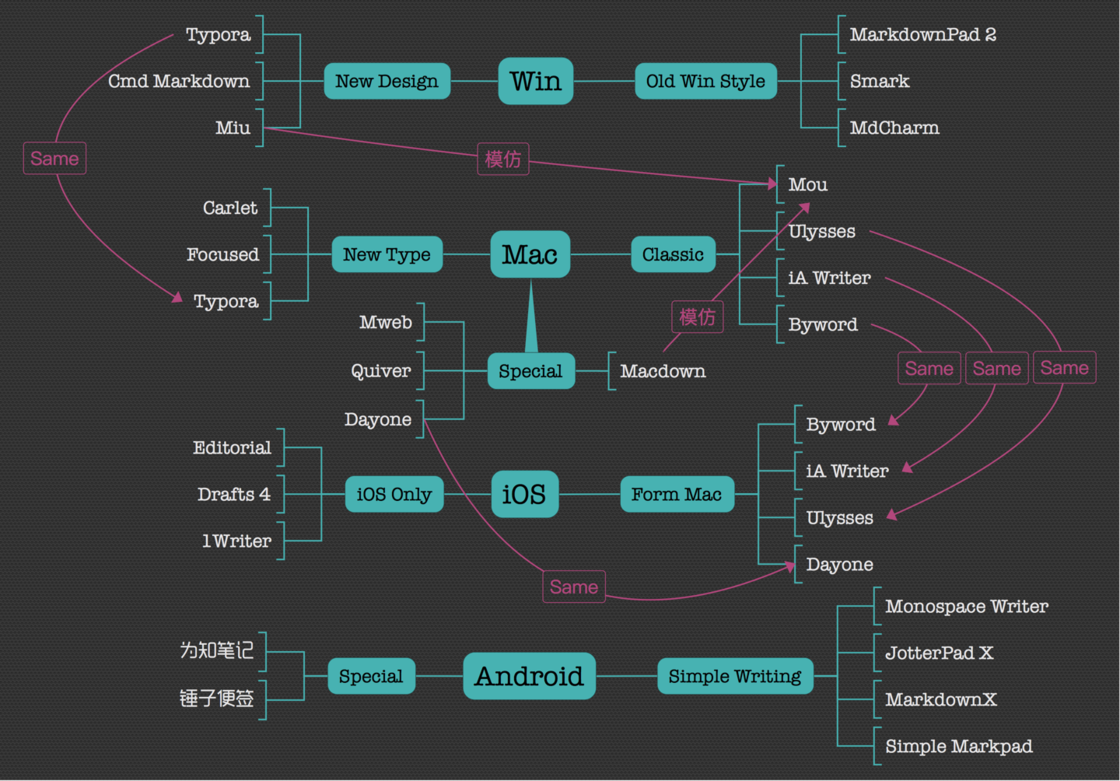 Typora
Cmd Markdown
Miu
New Design
Win
Old Win Style
MarkdownPad 2
Smark
MdCharm
Same
模仿
Carlet
Focused
Typora
New Type
Mac
Classic
Mou
Ulysses
iA Writer
Byword
模仿
Mweb
Quiver
Dayone
Special
Macdown
Same
Same
Same
Editorial
Drafts 4
1Writer
iOS Only
iOS
Form Mac
Byword
iA Writer
Ulysses
Dayone
Same
为知笔记
锤子便签
Special
Android
Simple Writing
Monospace Writer
JotterPad X
MarkdownX
Simple Markpad